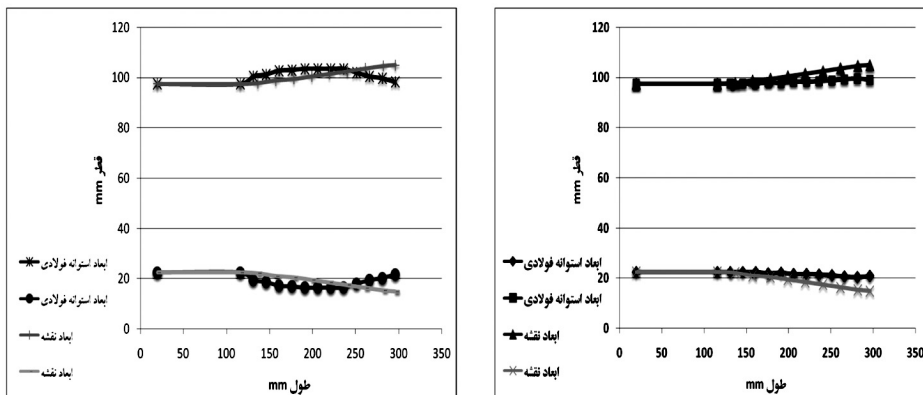 120
100
80
60
40
20
0
قطر mm
ابعاد استوانه فولادی
ابعاد استوانه فولادی
ابعاد نقشه
ابعاد نقشه
0 50 100 150 200 250 300 350
طول mm
120
100
80
60
40
20
0
قطر mm
ابعاد استوانه فولادی
ابعاد استوانه فولادی
ابعاد نقشه
ابعاد نقشه
0 50 100 150 200 250 300 350
طول mm